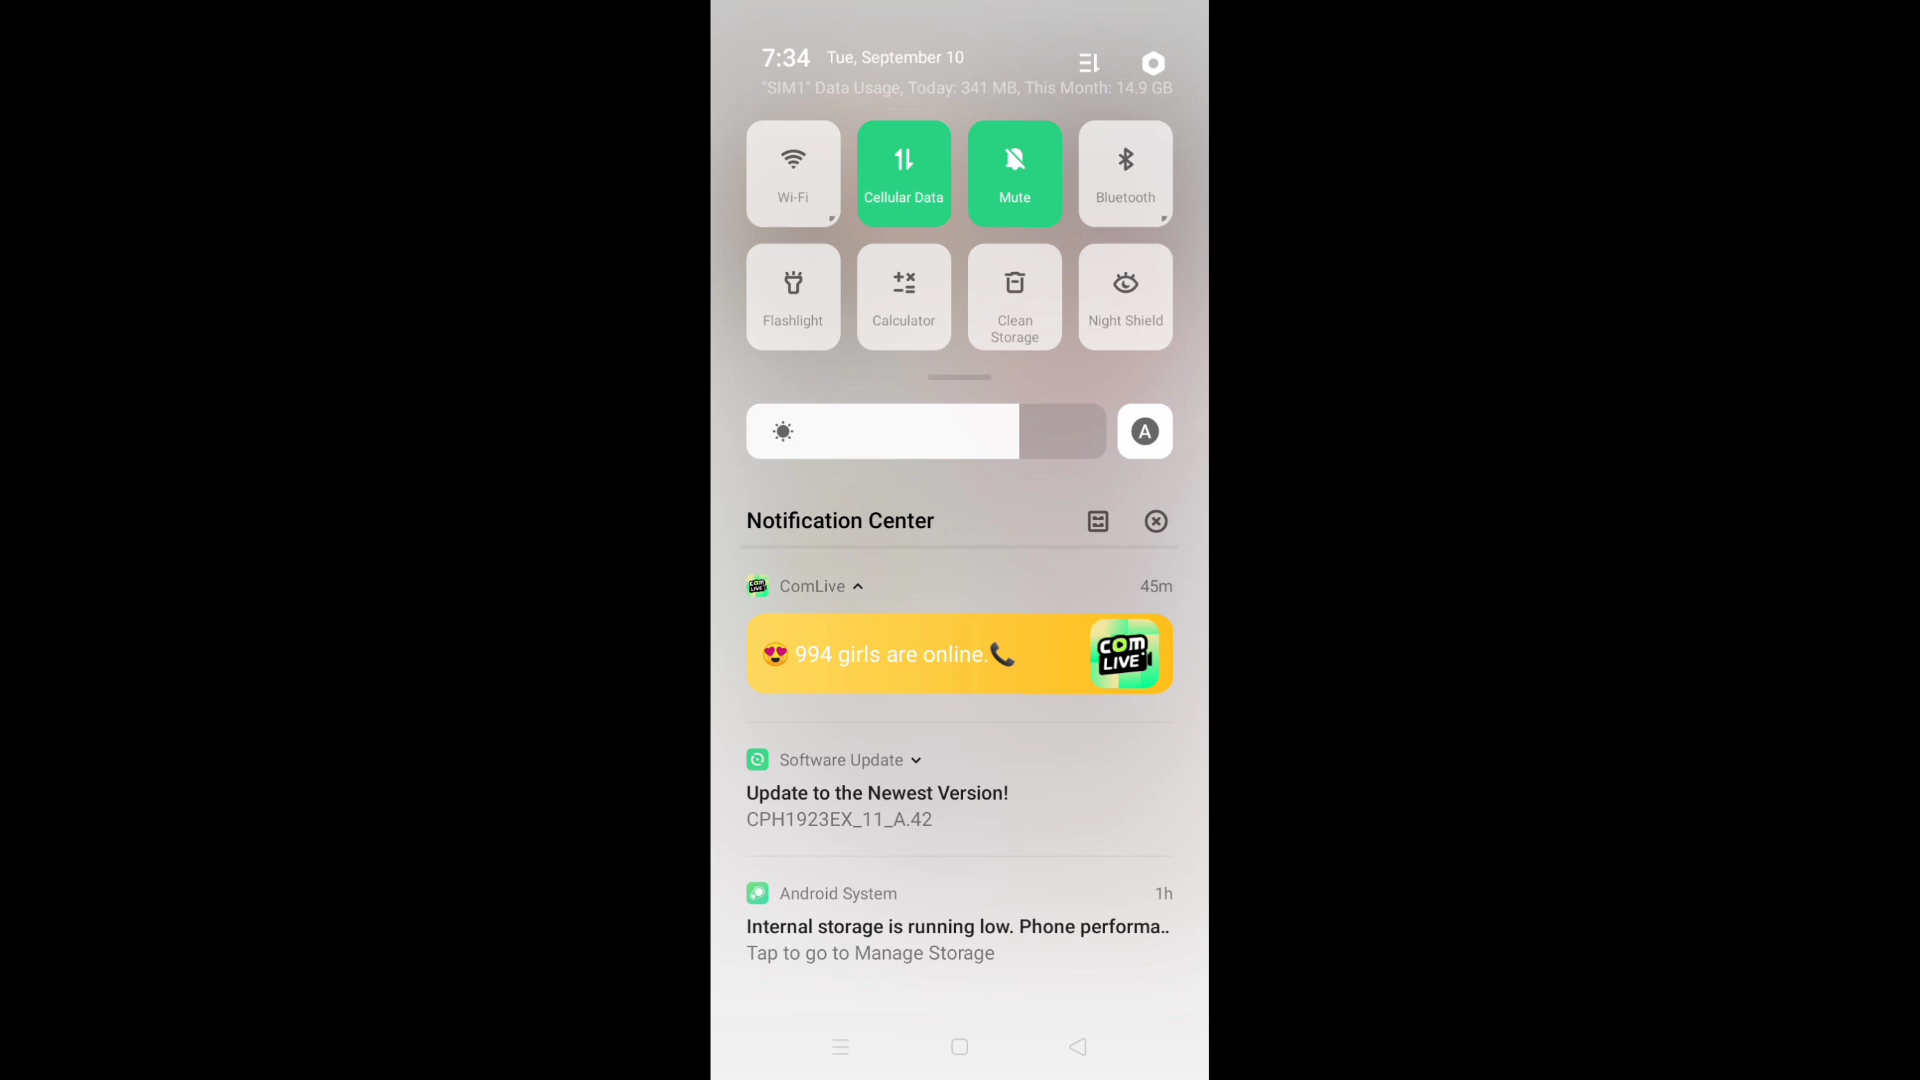 7:34 Tue, September 10
"SIM1" Data Usage, Today: 341 MB, This Month: 14.9 GB
Wi-Fi
Cellular Data
Mute
Bluetooth
Flashlight
Calculator
Clean
Storage
Night Shield
A
Notification Center
COM
LIVE
ComLive
45m
😍 994 girls are online.📞
COM
LIVE
Software Update
Update to the Newest Version!
CPH1923EX_11_A.42
Android System
1h
Internal storage is running low. Phone performa..
Tap to go to Manage Storage